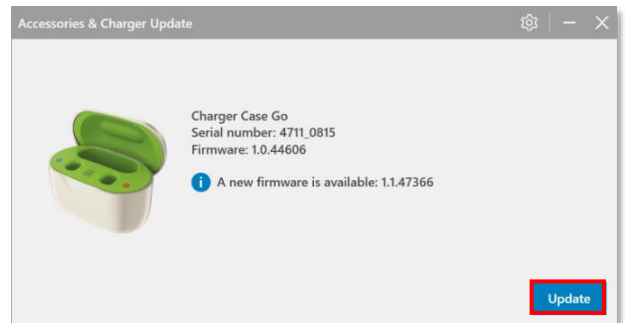 Accessories & Charger Update
Charger Case Go
Serial number: 4711_0815
Firmware: 1.0.44606
i A new firmware is available: 1.1.47366
Update